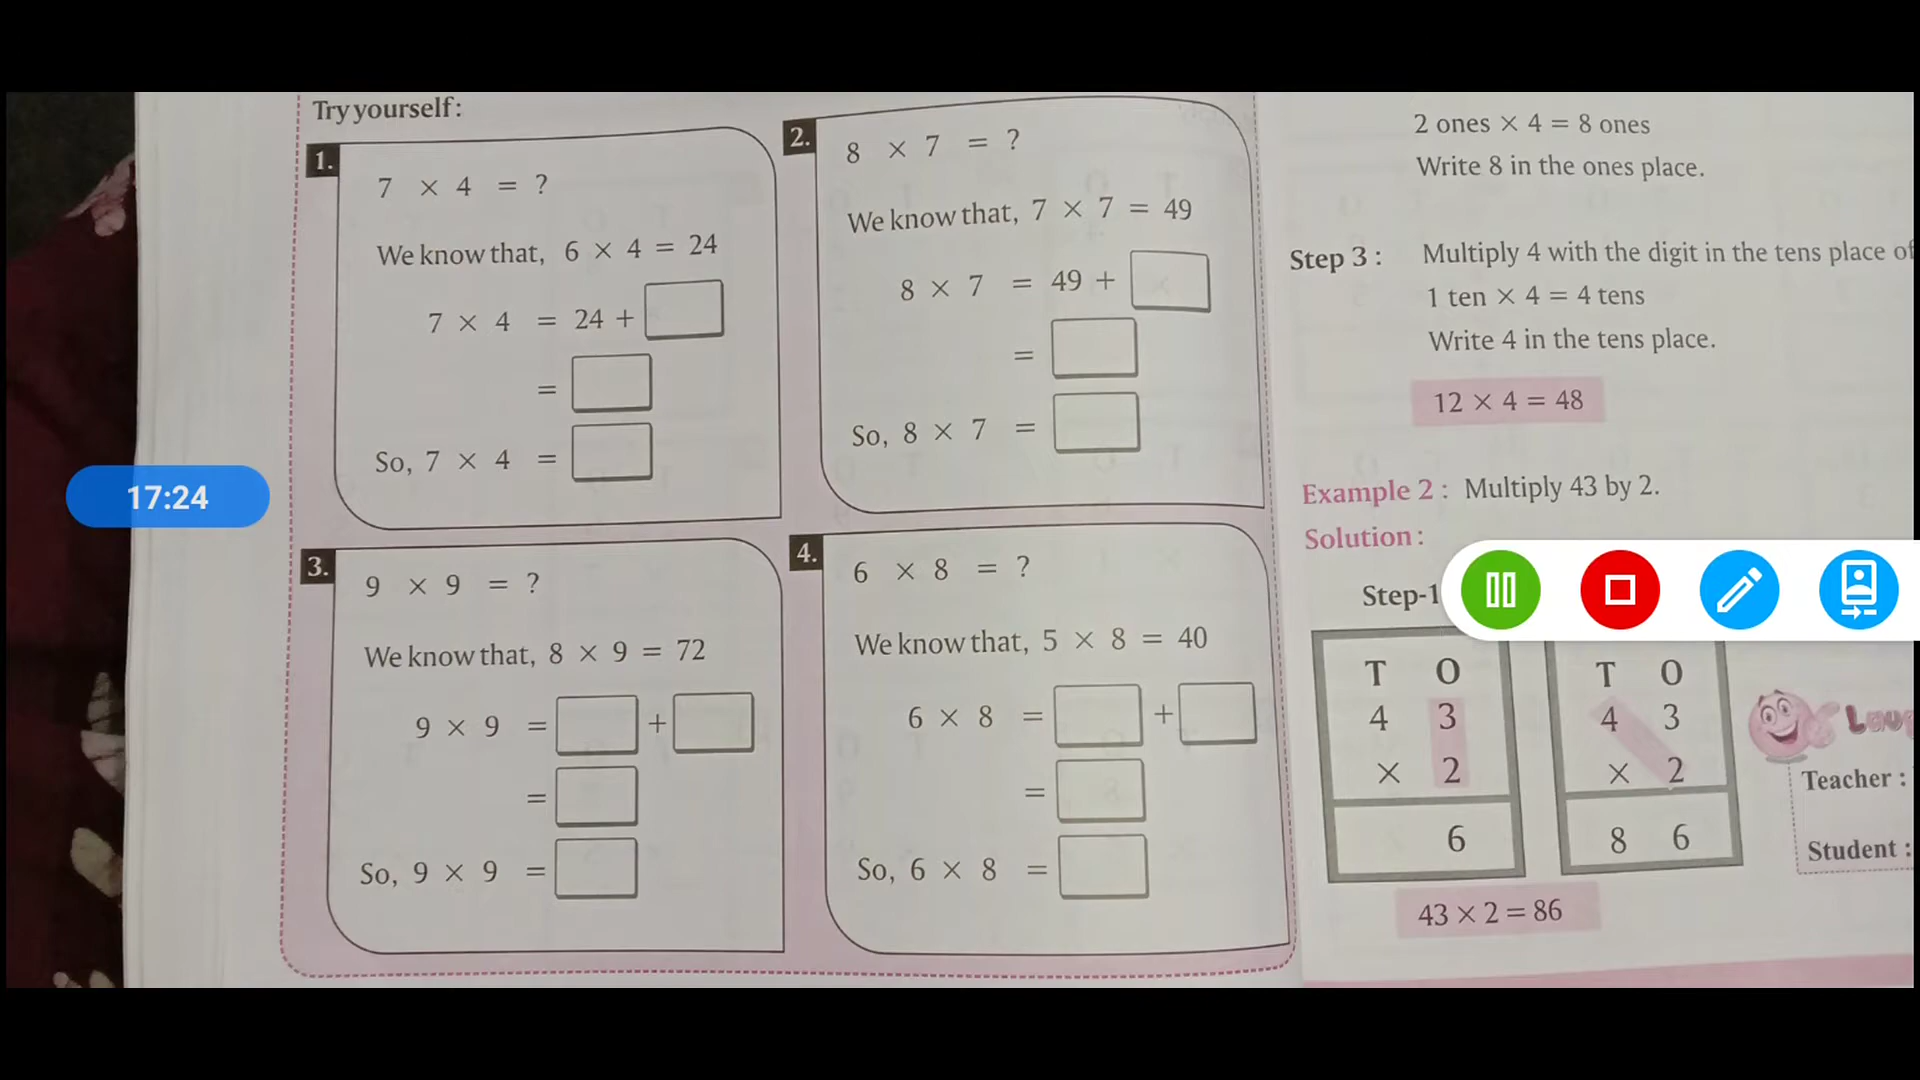 Try yourself:
1.
7 × 4 = ?
We know that, 6 × 4 = 24
7 × 4 = 24 +
=
So, 7 × 4 =
2.
8 × 7 = ?
We know that, 7 × 7 = 49
8 × 7 = 49 +
=
So, 8 × 7 =
3.
9 × 9 = ?
We know that, 8 × 9 = 72
9 × 9 = +
=
So, 9 × 9 =
4.
6 × 8 = ?
We know that, 5 × 8 = 40
6 × 8 = +
=
So, 6 × 8 =
2 ones × 4 = 8 ones
Write 8 in the ones place.
Step 3 : Multiply 4 with the digit in the tens place of
1 ten × 4 = 4 tens
Write 4 in the tens place.
12 × 4 = 48
Example 2 : Multiply 43 by 2.
Solution :
Step-1
T O
4 3
× 2
6
T O
4 3
× 2
8 6
43 × 2 = 86
Teacher :
Student :
17:24